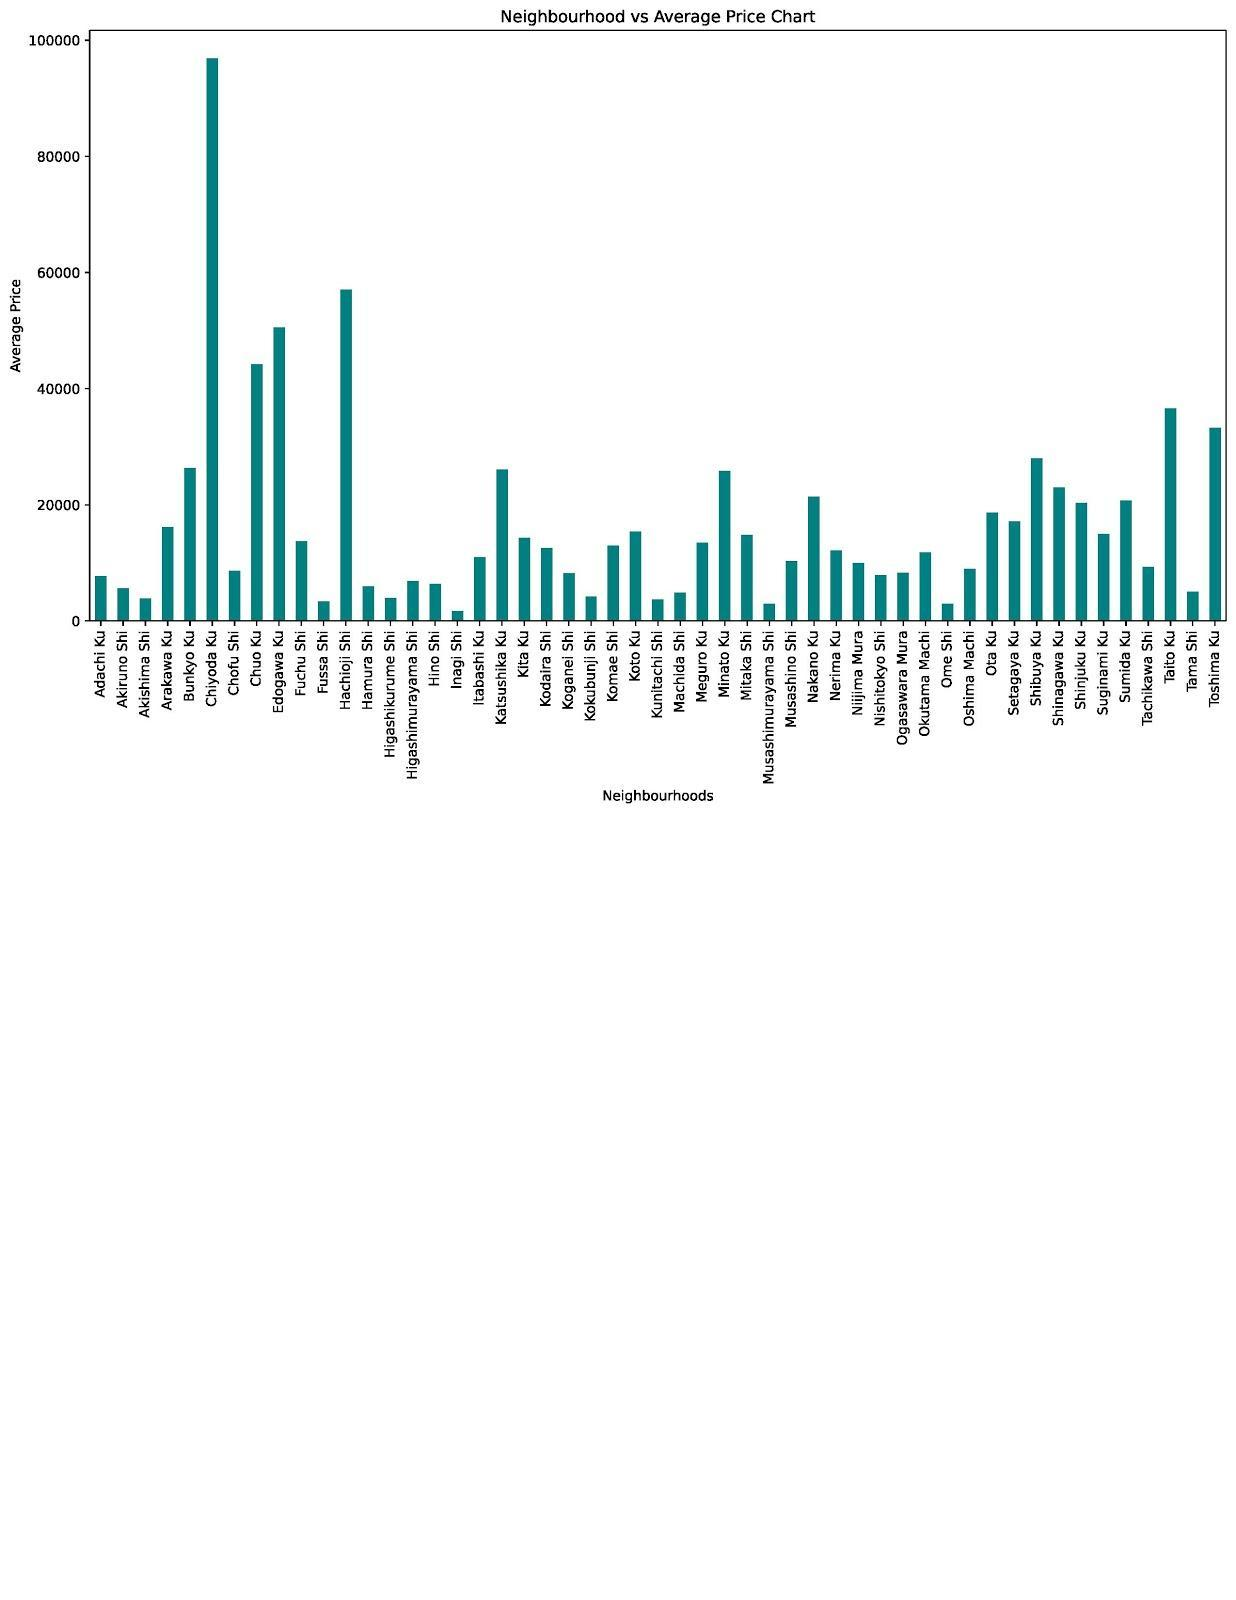 Neighbourhood vs Average Price Chart
100000
80000
60000
40000
20000
0
Average Price
Adachi Ku
Akiruno Shi
Akishima Shi
Arakawa Ku
Bunkyo Ku
Chiyoda Ku
Chofu Shi
Chuo Ku
Edogawa Ku
Fuchu Shi
Fussa Shi
Hachioji Shi
Hamura Shi
Higashikurume Shi
Higashimurayama Shi
Hino Shi
Inagi Shi
Itabashi Ku
Katsushika Ku
Kita Ku
Kodaira Shi
Koganei Shi
Kokubunji Shi
Komae Shi
Koto Ku
Kunitachi Shi
Machida Shi
Meguro Ku
Minato Ku
Mitaka Shi
Musashimurayama Shi
Musashino Shi
Nakano Ku
Nerima Ku
Niijima Mura
Nishitokyo Shi
Ogasawara Mura
Okutama Machi
Ome Shi
Oshima Machi
Ota Ku
Setagaya Ku
Shibuya Ku
Shinagawa Ku
Shinjuku Ku
Suginami Ku
Sumida Ku
Tachikawa Shi
Taito Ku
Tama Shi
Toshima Ku
Neighbourhoods